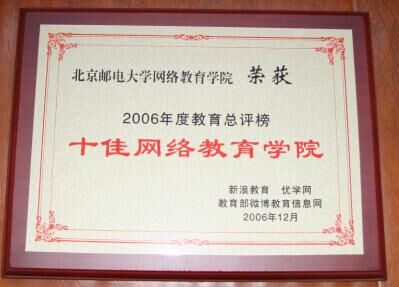 北京邮电大学网络教育学院 荣获
2006年度教育总评榜
十佳网络教育学院
新浪教育 优学网
教育部微博教育信息网
2006年12月